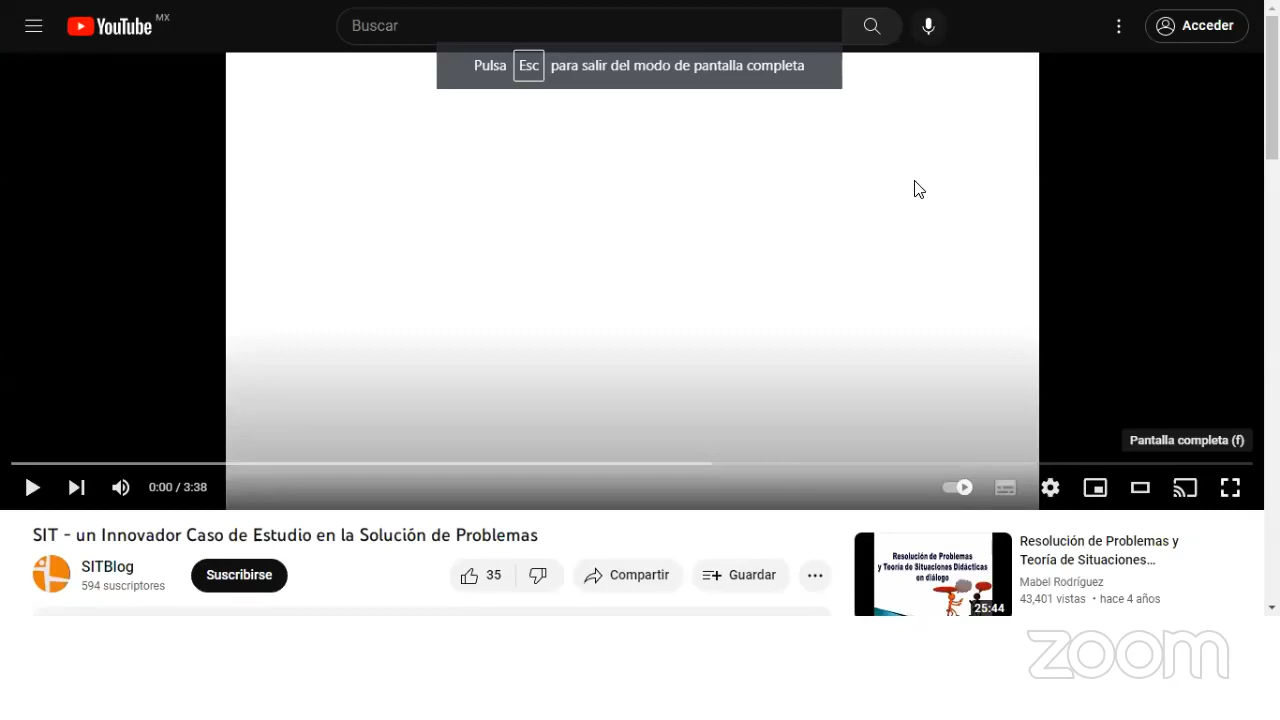 YouTube MX
Buscar
Acceder
Pulsa Esc para salir del modo de pantalla completa
Pantalla completa (f)
0:00 / 3:38
SIT - un Innovador Caso de Estudio en la Solución de Problemas
SITBlog
594 suscriptores
Suscribirse
35
Compartir
Guardar
Resolución de Problemas
y Teoría de Situaciones Didácticas
en diálogo
25:44
Resolución de Problemas y
Teoría de Situaciones...
Mabel Rodríguez
43,401 vistas • hace 4 años
zoom